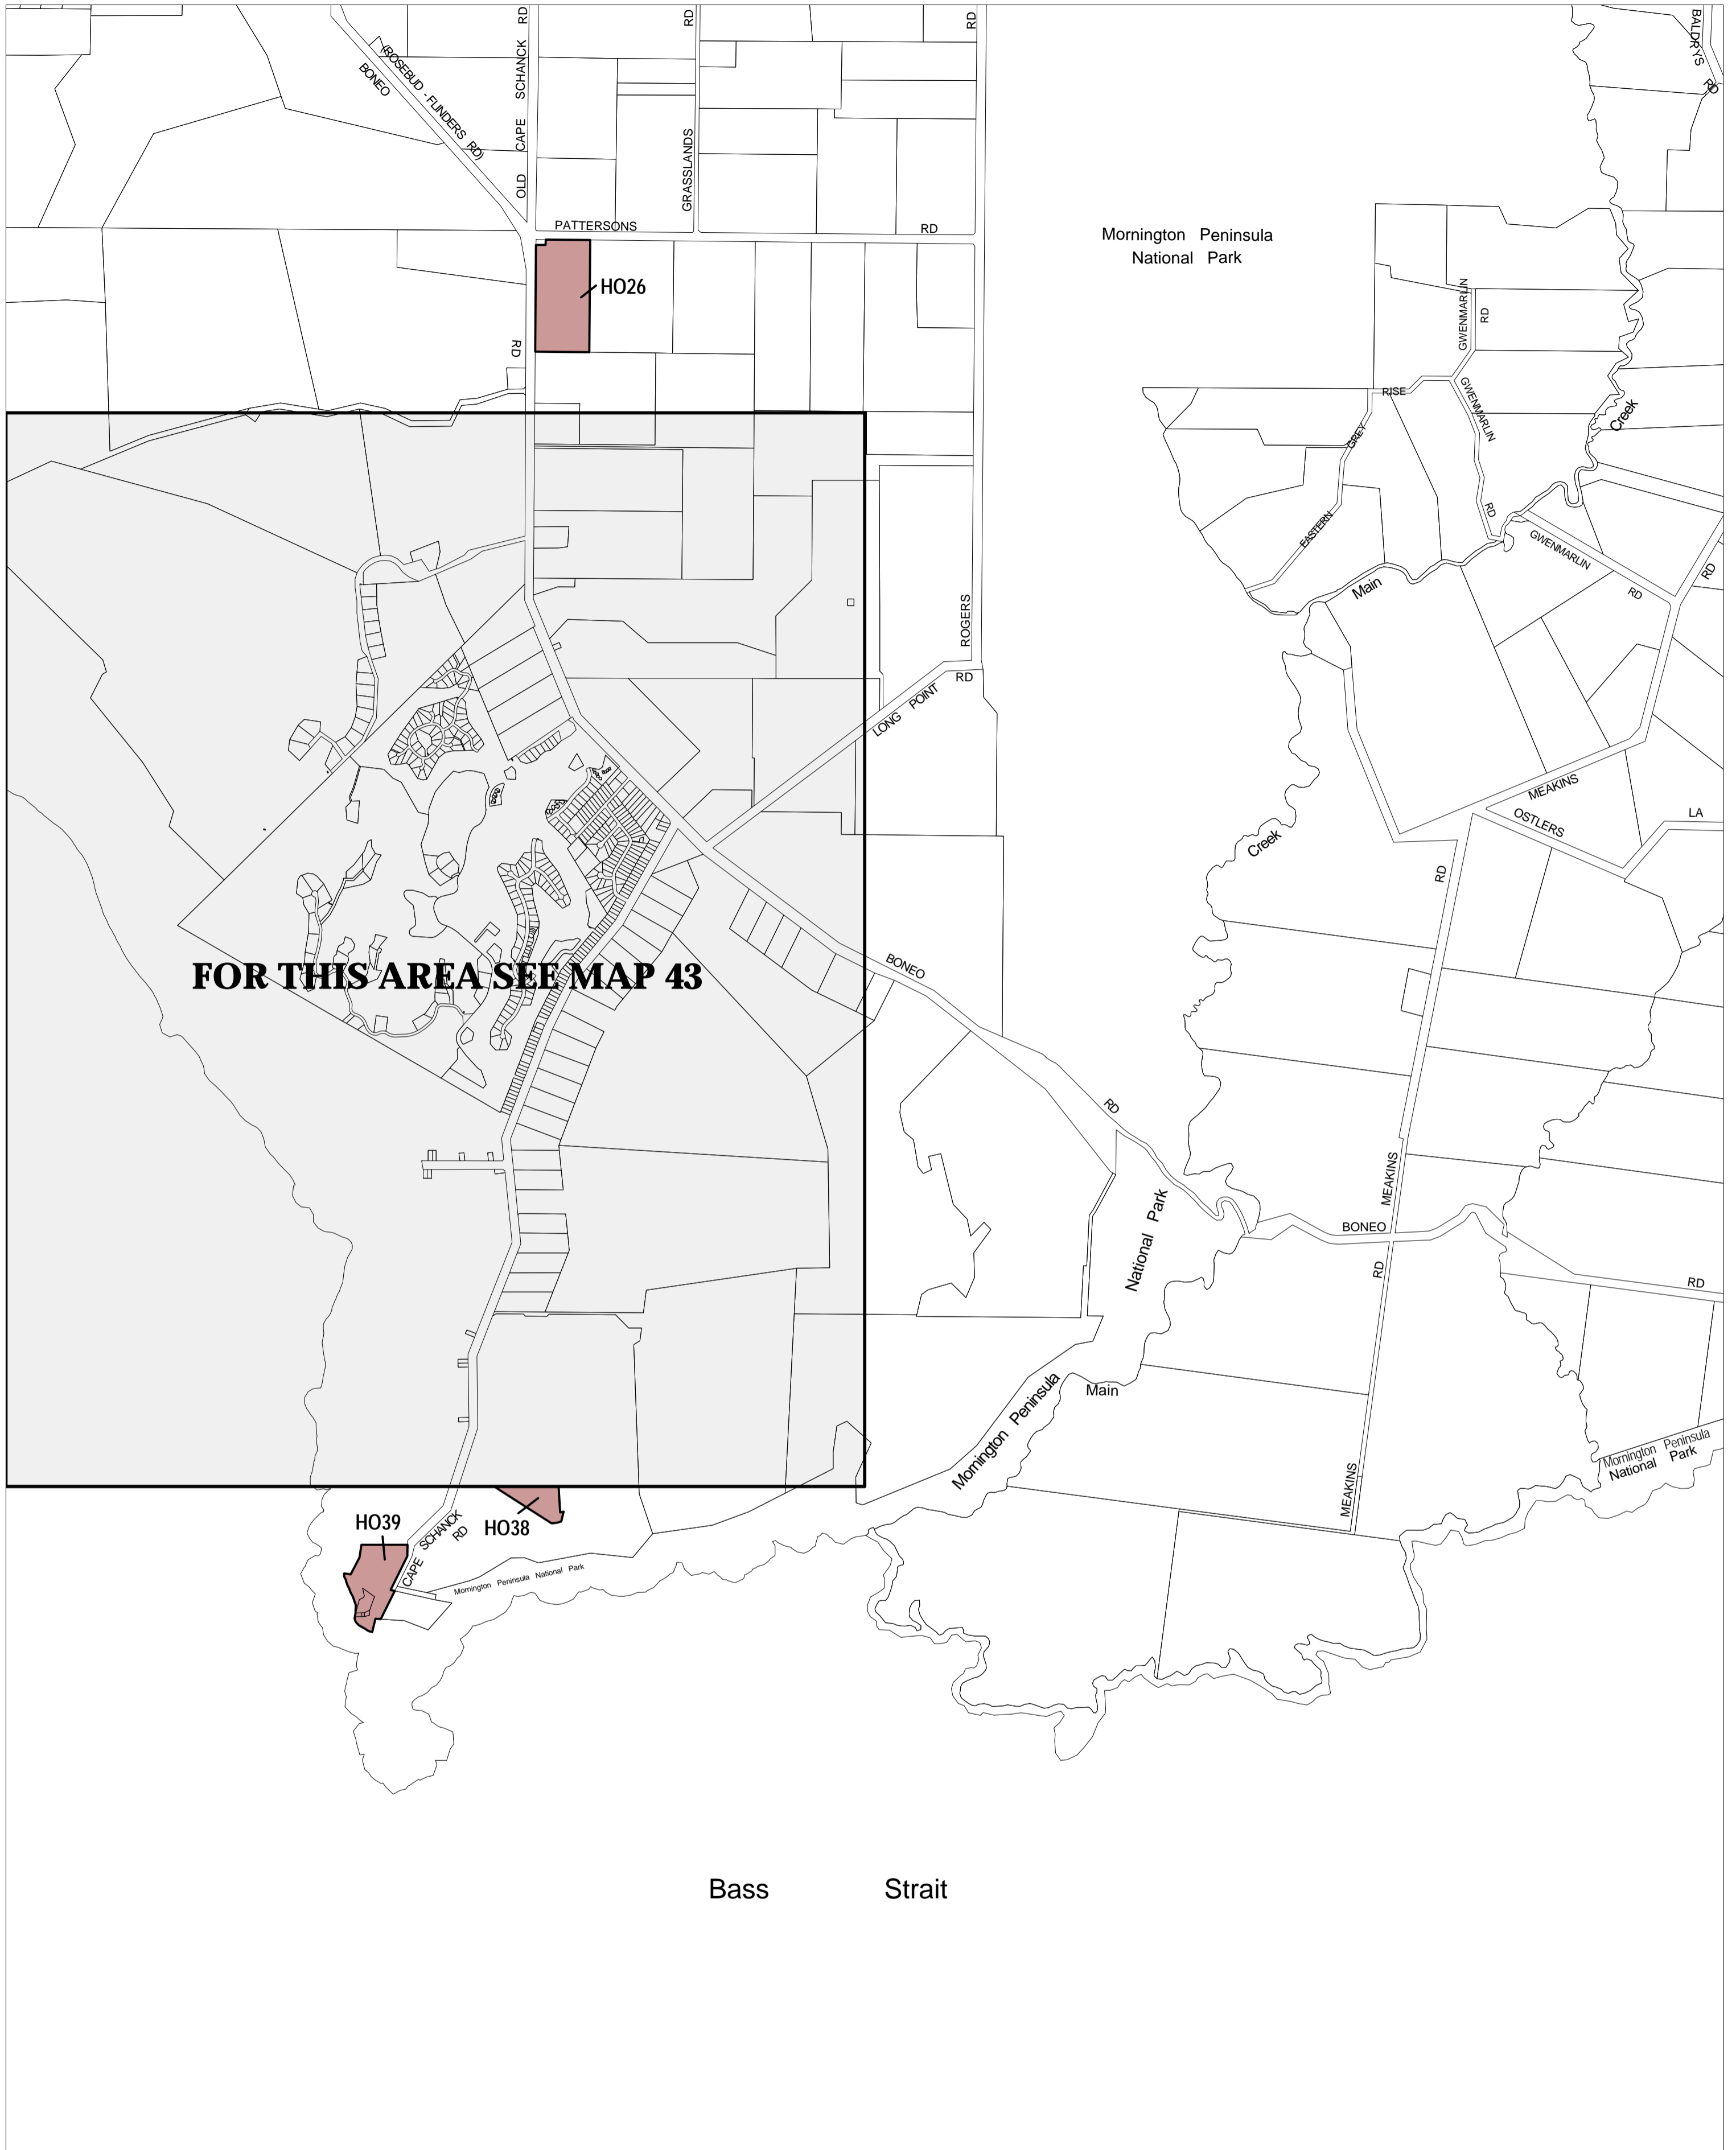 RD
RD
RD
BALDRYS
RD
(ROSEBUD - FLINDERS RD)
BONEO
OLD CAPE SCHANCK
GRASSLANDS
PATTERSONS RD
Mornington Peninsula
National Park
HO26
RD
GWENMARLIN
RD
RISE
GWENMARLIN
GREY
Creek
RD
EASTERN
GWENMARLIN
RD
RD
Main
ROGERS
RD
LONG POINT
MEAKINS
OSTLERS
LA
Creek
RD
BONEO
FOR THIS AREA SEE MAP 43
RD
MEAKINS
National Park
BONEO
RD
RD
Main
Mornington Peninsula
Mornington Peninsula
National Park
MEAKINS
HO39
SCHANCK
RD
HO38
CAPE
Mornington Peninsula National Park
Bass Strait